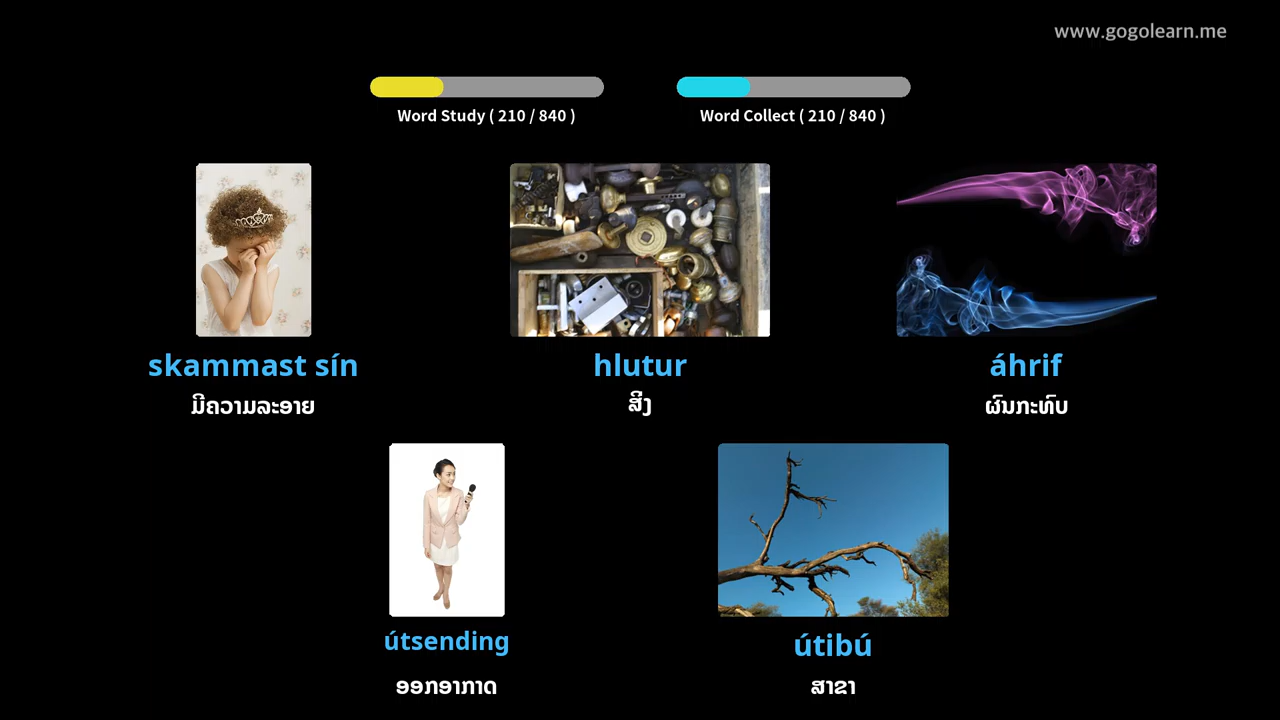 www.gogolearn.me
Word Study ( 210 / 840 )
Word Collect ( 210 / 840 )
skammast sín
hlutur
áhrif
ມີຄວາມລະອາຍ
ສິ່ງ
ຜົນກະທົບ
útsending
útibú
ອອກອາກາດ
ສາຂາ